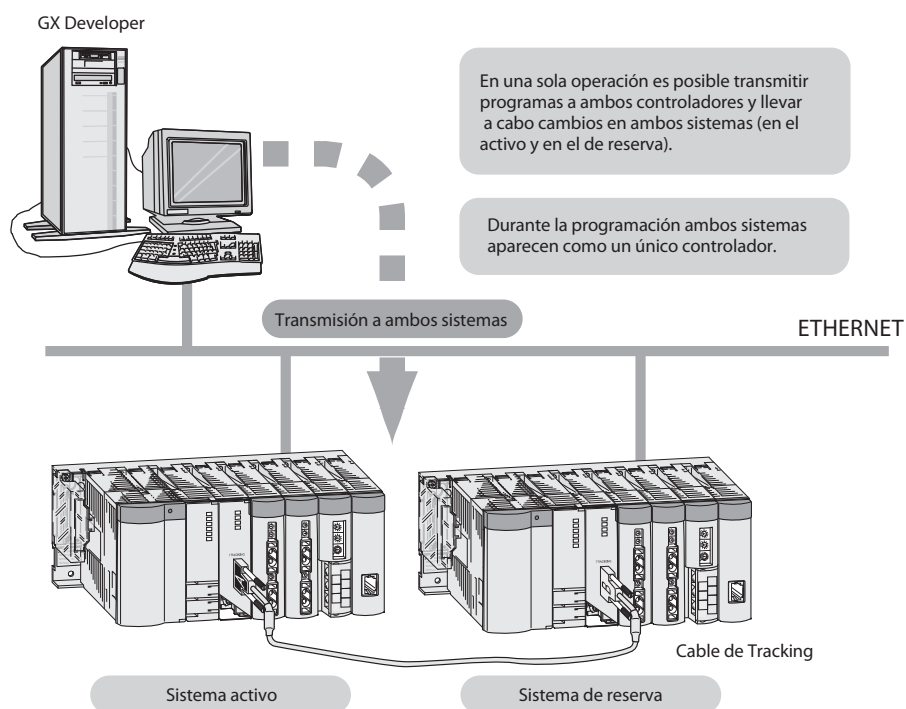 GX Developer
En una sola operación es posible transmitir
programas a ambos controladores y llevar
a cabo cambios en ambos sistemas (en el
activo y en el de reserva).
Durante la programación ambos sistemas
aparecen como un único controlador.
Transmisión a ambos sistemas
ETHERNET
TRACKING
TRACKING
Cable de Tracking
Sistema activo
Sistema de reserva